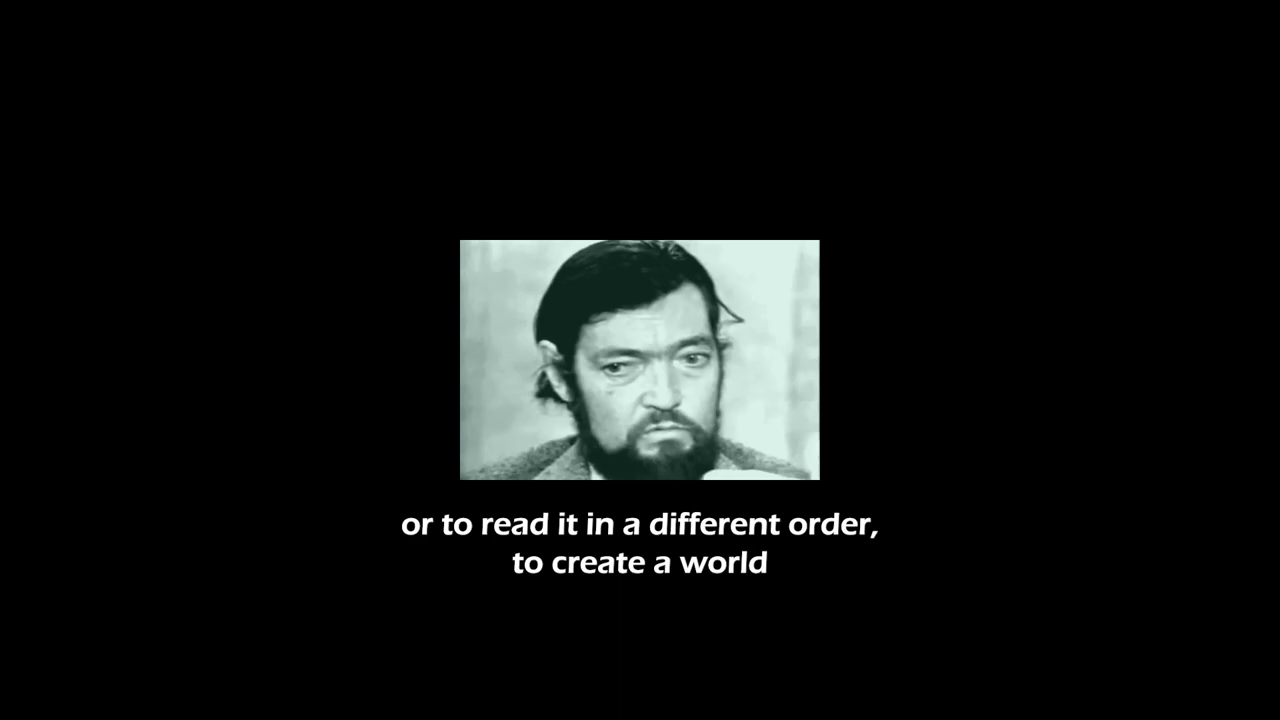 or to read it in a different order,
to create a world